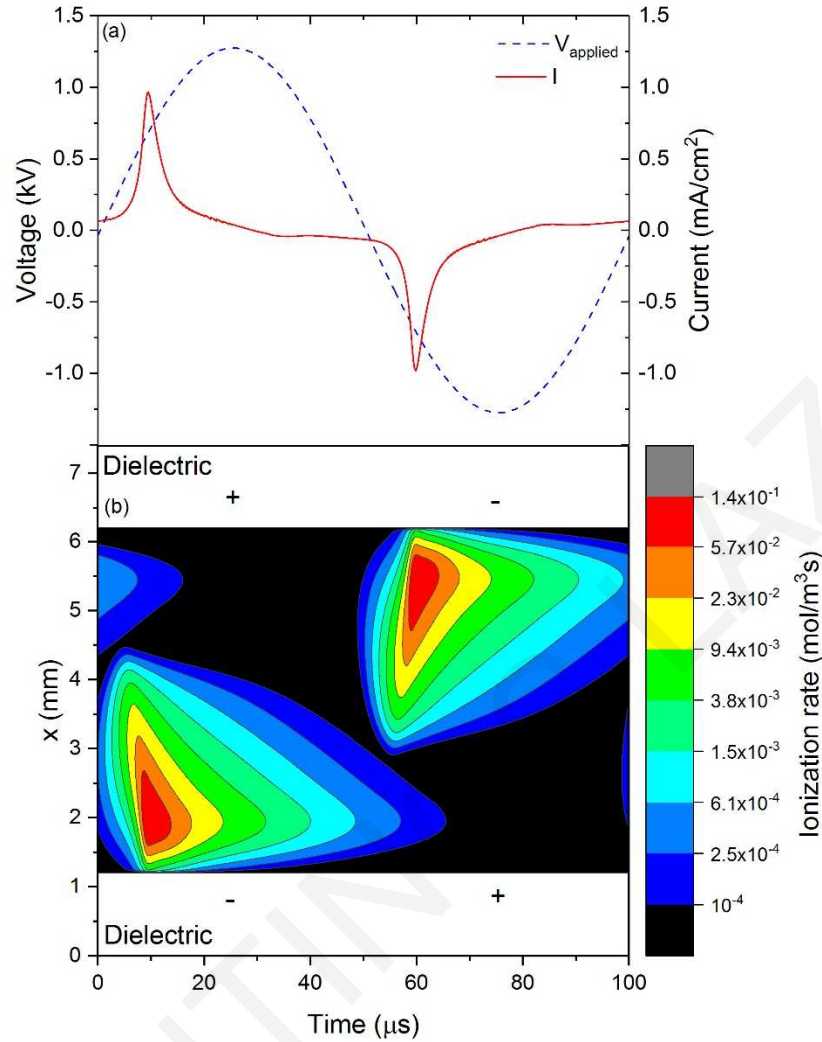 (a)
V_applied
I
1.5
1.0
0.5
0.0
-0.5
-1.0
Voltage (kV)
1.5
1.0
0.5
0.0
-0.5
-1.0
Current (mA/cm²)
Dielectric
(b)
+ -
7
6
5
4
3
2
1
0
x (mm)
- +
Dielectric
0 20 40 60 80 100
Time (μs)
1.4x10⁻¹
5.7x10⁻²
2.3x10⁻²
9.4x10⁻³
3.8x10⁻³
1.5x10⁻³
6.1x10⁻⁴
2.5x10⁻⁴
10⁻⁴
Ionization rate (mol/m³s)